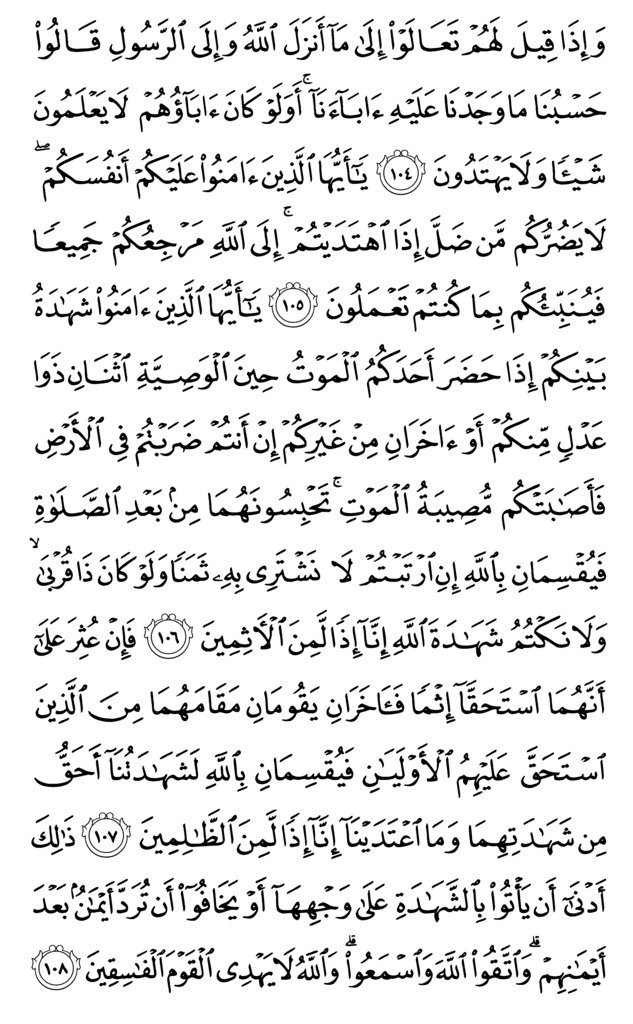 وَإِذَا قِيلَ لَهُمۡ تَعَالَوۡاْ إِلَىٰ مَآ أَنزَلَ ٱللَّهُ وَإِلَى ٱلرَّسُولِ قَالُواْ
حَسۡبُنَا مَا وَجَدۡنَا عَلَيۡهِ ءَابَآءَنَآۚ أَوَلَوۡ كَانَ ءَابَآؤُهُمۡ لَا يَعۡلَمُونَ
شَيۡـٔٗا وَلَا يَهۡتَدُونَ ١٠٤ يَٰٓأَيُّهَا ٱلَّذِينَ ءَامَنُواْ عَلَيۡكُمۡ أَنفُسَكُمۡۖ
لَا يَضُرُّكُم مَّن ضَلَّ إِذَا ٱهۡتَدَيۡتُمۡۚ إِلَى ٱللَّهِ مَرۡجِعُكُمۡ جَمِيعٗا
فَيُنَبِّئُكُم بِمَا كُنتُمۡ تَعۡمَلُونَ ١٠٥ يَٰٓأَيُّهَا ٱلَّذِينَ ءَامَنُواْ شَهَٰدَةُ
بَيۡنِكُمۡ إِذَا حَضَرَ أَحَدَكُمُ ٱلۡمَوۡتُ حِينَ ٱلۡوَصِيَّةِ ٱثۡنَانِ ذَوَا
عَدۡلٖ مِّنكُمۡ أَوۡ ءَاخَرَانِ مِنۡ غَيۡرِكُمۡ إِنۡ أَنتُمۡ ضَرَبۡتُمۡ فِي ٱلۡأَرۡضِ
فَأَصَٰبَتۡكُم مُّصِيبَةُ ٱلۡمَوۡتِۚ تَحۡبِسُونَهُمَا مِنۢ بَعۡدِ ٱلصَّلَوٰةِ
فَيُقۡسِمَانِ بِٱللَّهِ إِنِ ٱرۡتَبۡتُمۡ لَا نَشۡتَرِي بِهِۦ ثَمَنٗا وَلَوۡ كَانَ ذَا قُرۡبَىٰ ۙ
وَلَا نَكۡتُمُ شَهَٰدَةَ ٱللَّهِ إِنَّآ إِذٗا لَّمِنَ ٱلۡأٓثِمِينَ ١٠٦ فَإِنۡ عُثِرَ عَلَىٰٓ
أَنَّهُمَا ٱسۡتَحَقَّآ إِثۡمٗا فَـَٔاخَرَانِ يَقُومَانِ مَقَامَهُمَا مِنَ ٱلَّذِينَ
ٱسۡتَحَقَّ عَلَيۡهِمُ ٱلۡأَوۡلَيَٰنِ فَيُقۡسِمَانِ بِٱللَّهِ لَشَهَٰدَتُنَآ أَحَقُّ
مِن شَهَٰدَتِهِمَا وَمَا ٱعۡتَدَيۡنَآ إِنَّآ إِذٗا لَّمِنَ ٱلظَّٰلِمِينَ ١٠٧ ذَٰلِكَ
أَدۡنَىٰٓ أَن يَأۡتُواْ بِٱلشَّهَٰدَةِ عَلَىٰ وَجۡهِهَآ أَوۡ يَخَافُوٓاْ أَن تُرَدَّ أَيۡمَٰنُۢ بَعۡدَ
أَيۡمَٰنِهِمۡۗ وَٱتَّقُواْ ٱللَّهَ وَٱسۡمَعُواْۗ وَٱللَّهُ لَا يَهۡدِي ٱلۡقَوۡمَ ٱلۡفَٰسِقِينَ ١٠٨